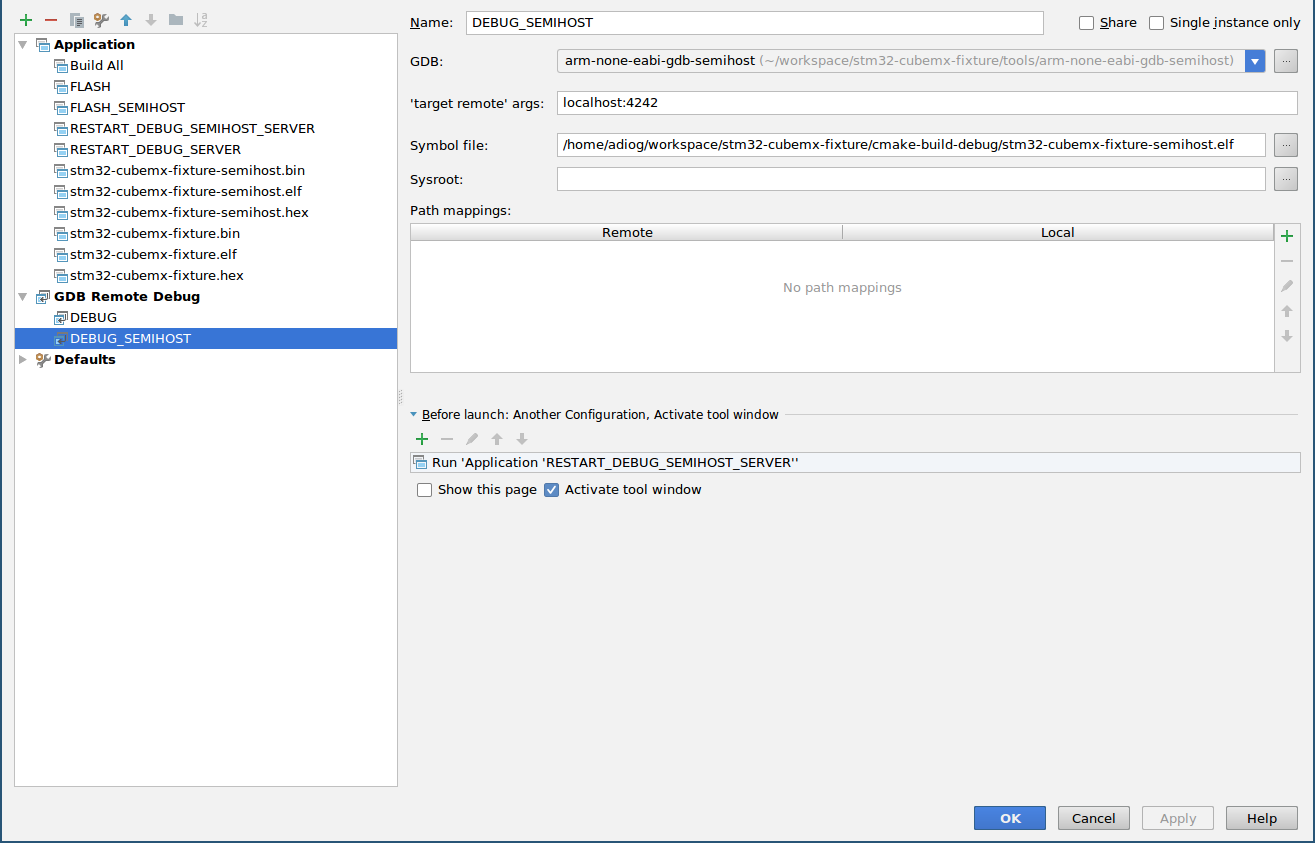 Application
Build All
FLASH
FLASH_SEMIHOST
RESTART_DEBUG_SEMIHOST_SERVER
RESTART_DEBUG_SERVER
stm32-cubemx-fixture-semihost.bin
stm32-cubemx-fixture-semihost.elf
stm32-cubemx-fixture-semihost.hex
stm32-cubemx-fixture.bin
stm32-cubemx-fixture.elf
stm32-cubemx-fixture.hex
GDB Remote Debug
DEBUG
DEBUG_SEMIHOST
Defaults
Name: DEBUG_SEMIHOST Share Single instance only
GDB: arm-none-eabi-gdb-semihost (~/workspace/stm32-cubemx-fixture/tools/arm-none-eabi-gdb-semihost) ...
'target remote' args: localhost:4242
Symbol file: /home/adiog/workspace/stm32-cubemx-fixture/cmake-build-debug/stm32-cubemx-fixture-semihost.elf ...
Sysroot: ...
Path mappings:
Remote Local
No path mappings
Before launch: Another Configuration, Activate tool window
Run 'Application 'RESTART_DEBUG_SEMIHOST_SERVER''
Show this page Activate tool window
OK Cancel Apply Help